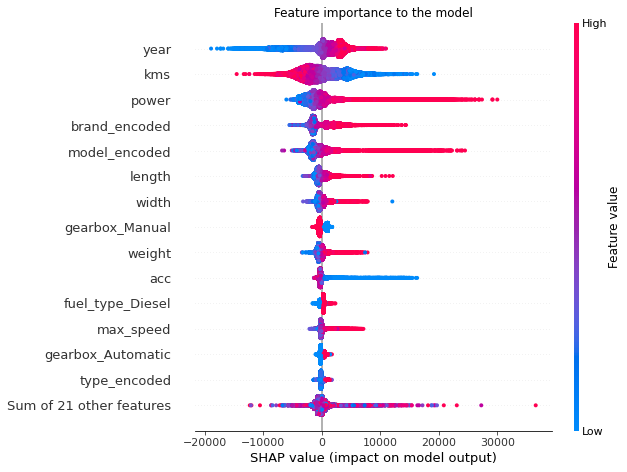 Feature importance to the model
High
year
kms
power
brand_encoded
model_encoded
length
width
gearbox_Manual
weight
acc
fuel_type_Diesel
max_speed
gearbox_Automatic
type_encoded
Sum of 21 other features
Feature value
Low
−20000 −10000 0 10000 20000 30000
SHAP value (impact on model output)